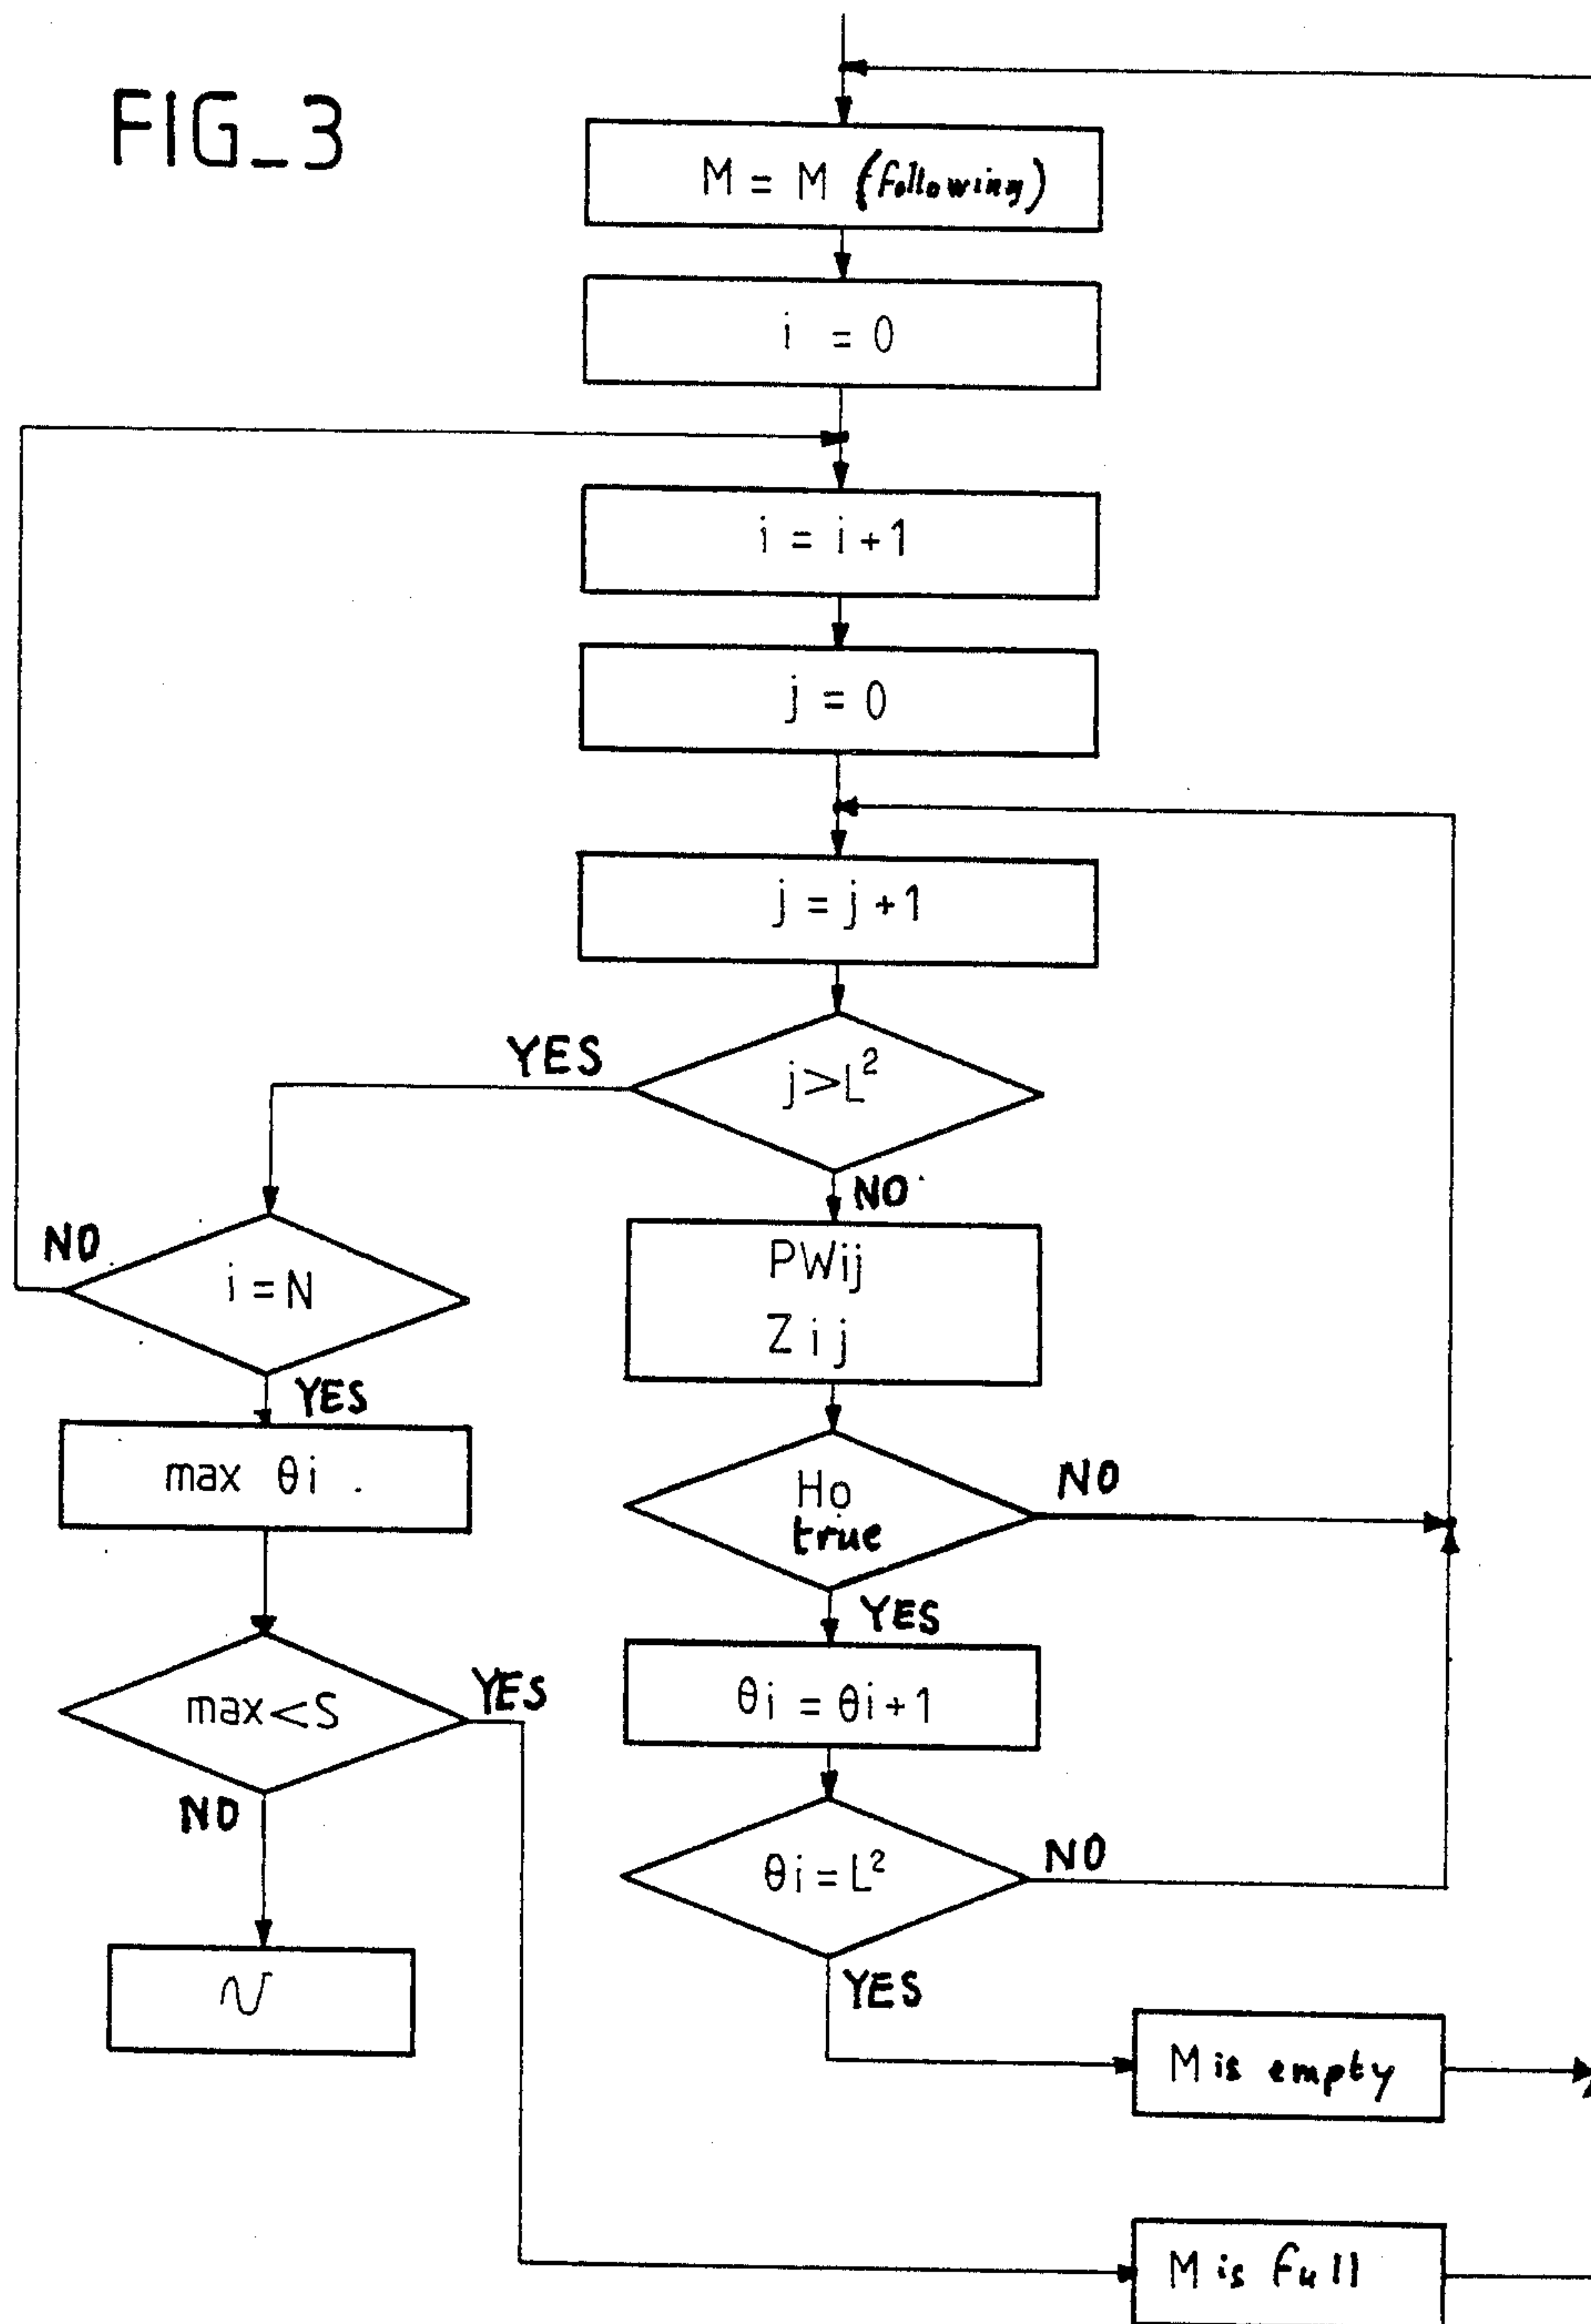 FIG_3
M = M (following)
i = 0
i = i+1
j = 0
j = j+1
YES
j>L²
NO
NO
i = N
PWij
Zij
YES
max θi
Ho
true
NO
YES
max<S
YES
θi = θi+1
NO
θi = L²
NO
YES
M is empty
M is full